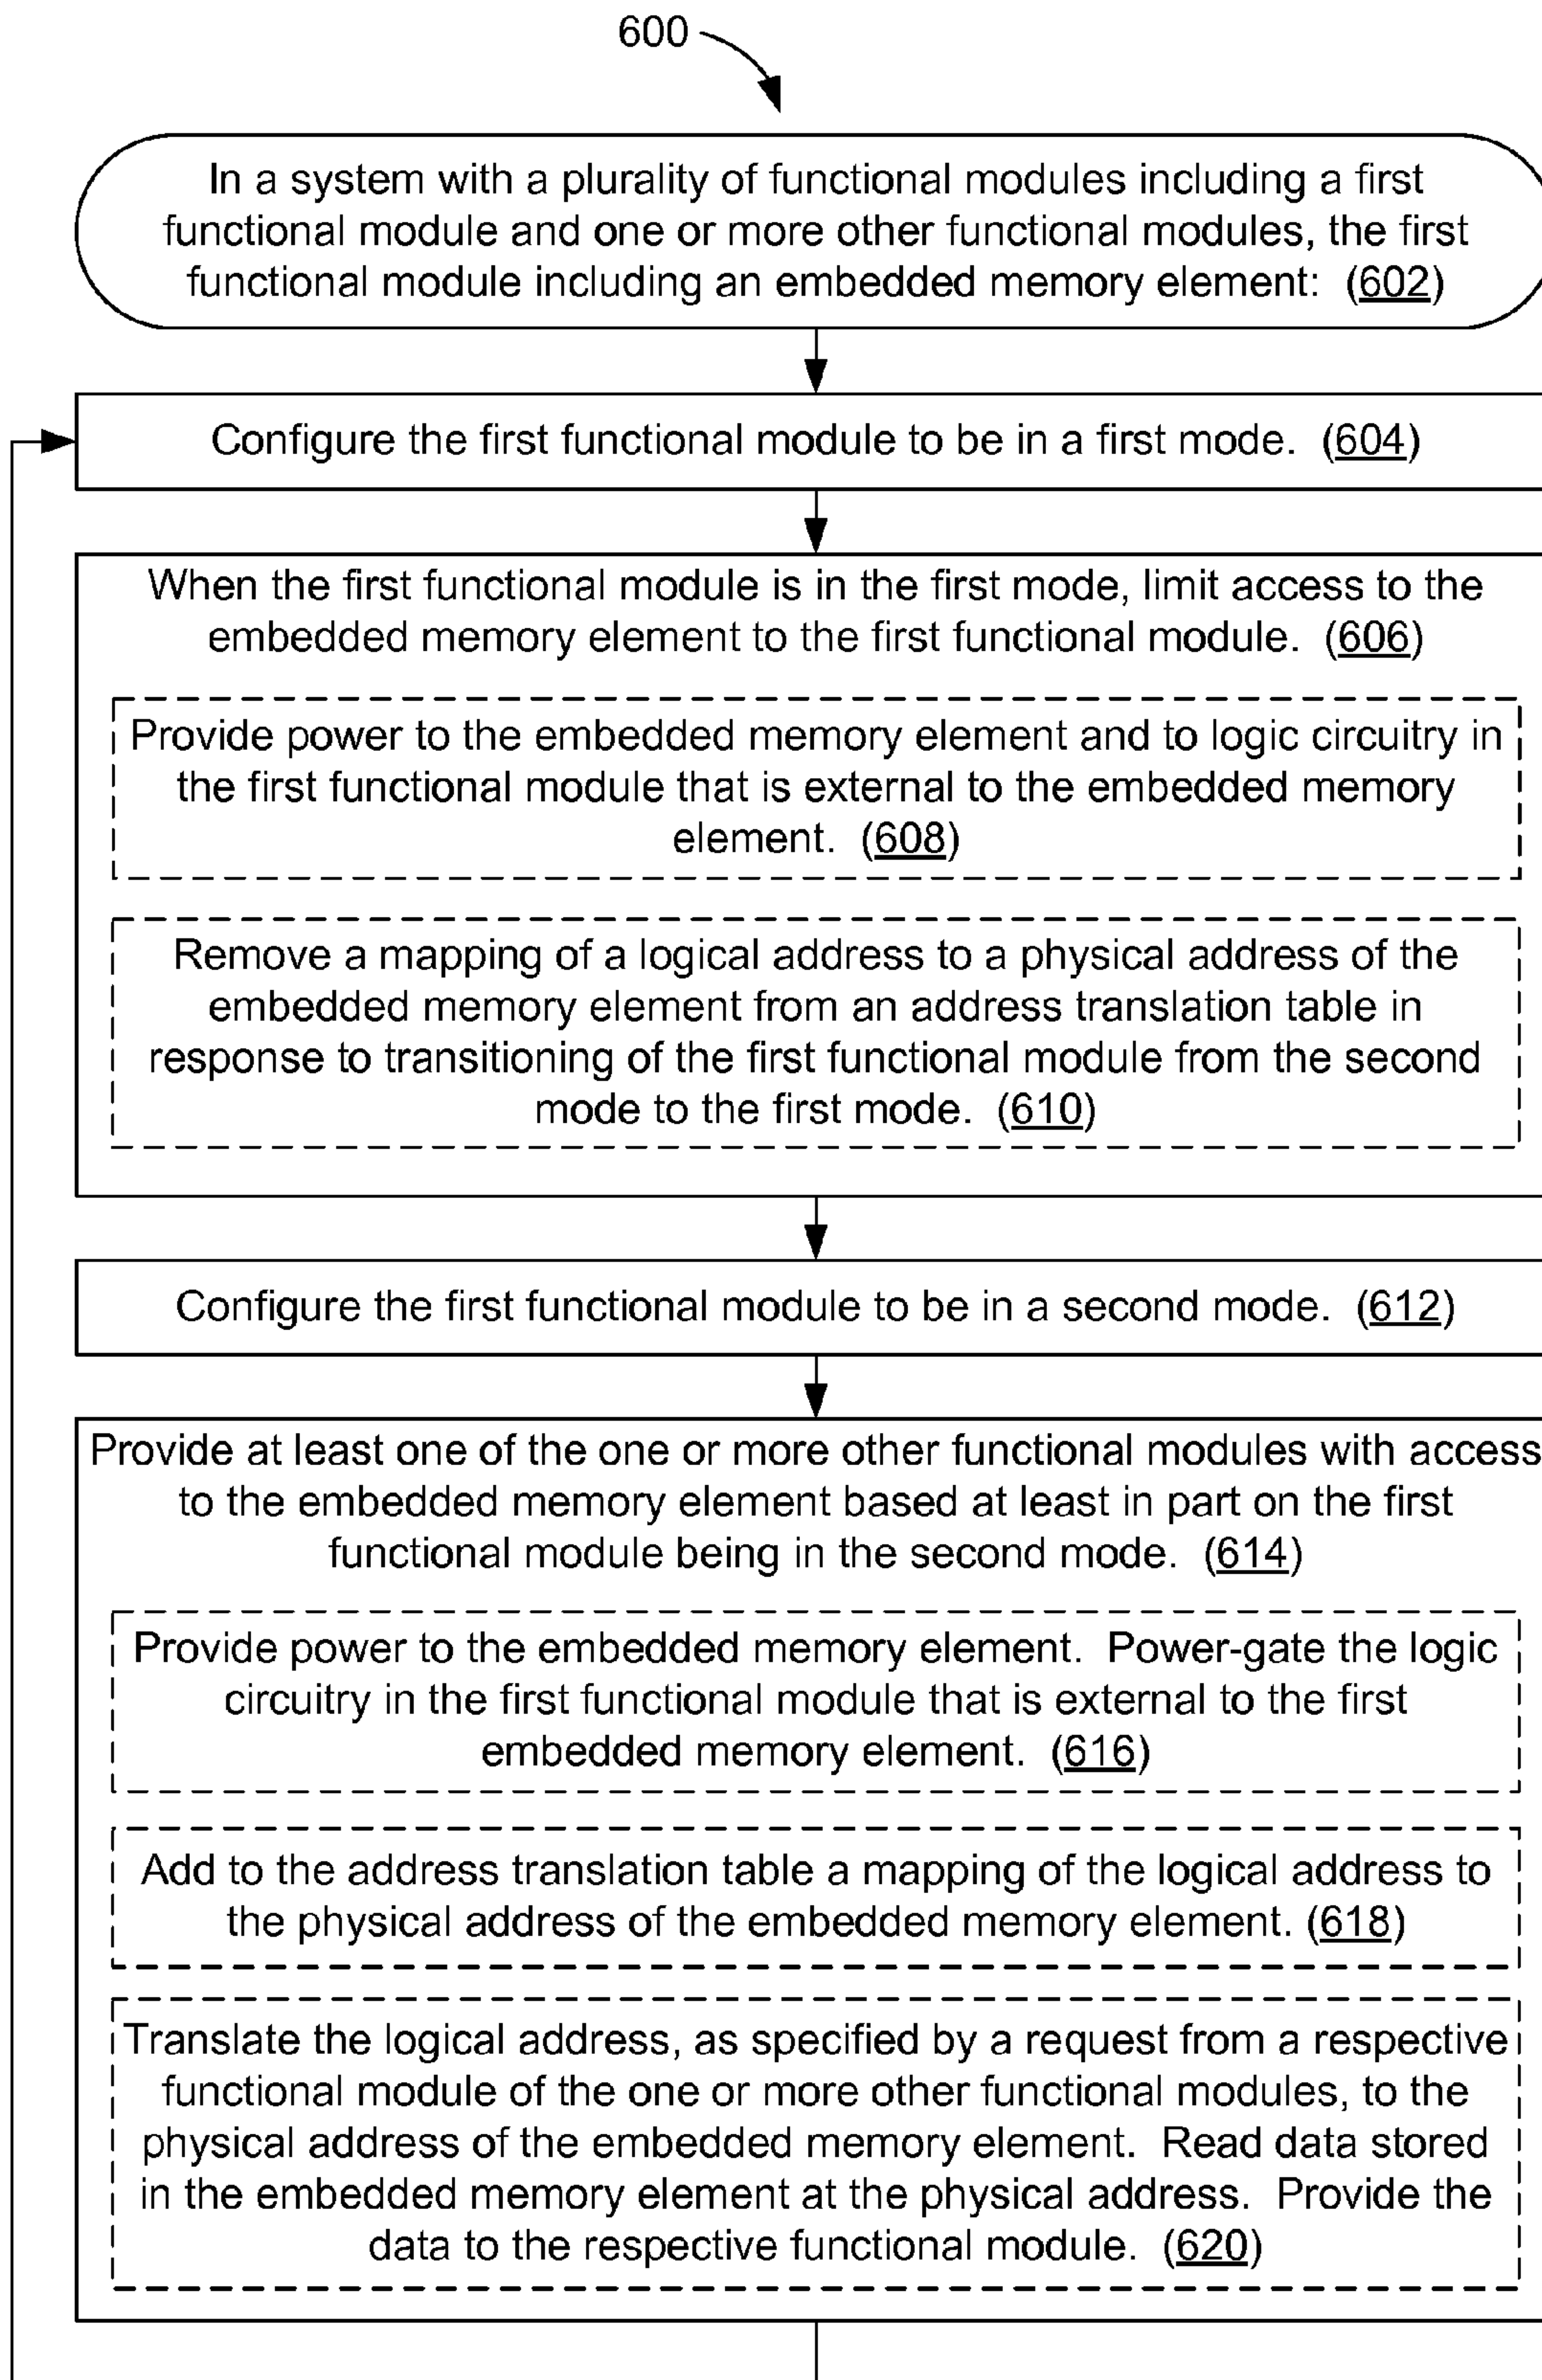 600
In a system with a plurality of functional modules including a first
functional module and one or more other functional modules, the first
functional module including an embedded memory element: (602)
Configure the first functional module to be in a first mode. (604)
When the first functional module is in the first mode, limit access to the
embedded memory element to the first functional module. (606)
Provide power to the embedded memory element and to logic circuitry in
the first functional module that is external to the embedded memory
element. (608)
Remove a mapping of a logical address to a physical address of the
embedded memory element from an address translation table in
response to transitioning of the first functional module from the second
mode to the first mode. (610)
Configure the first functional module to be in a second mode. (612)
Provide at least one of the one or more other functional modules with access
to the embedded memory element based at least in part on the first
functional module being in the second mode. (614)
Provide power to the embedded memory element. Power-gate the logic
circuitry in the first functional module that is external to the first
embedded memory element. (616)
Add to the address translation table a mapping of the logical address to
the physical address of the embedded memory element. (618)
Translate the logical address, as specified by a request from a respective
functional module of the one or more other functional modules, to the
physical address of the embedded memory element. Read data stored
in the embedded memory element at the physical address. Provide the
data to the respective functional module. (620)